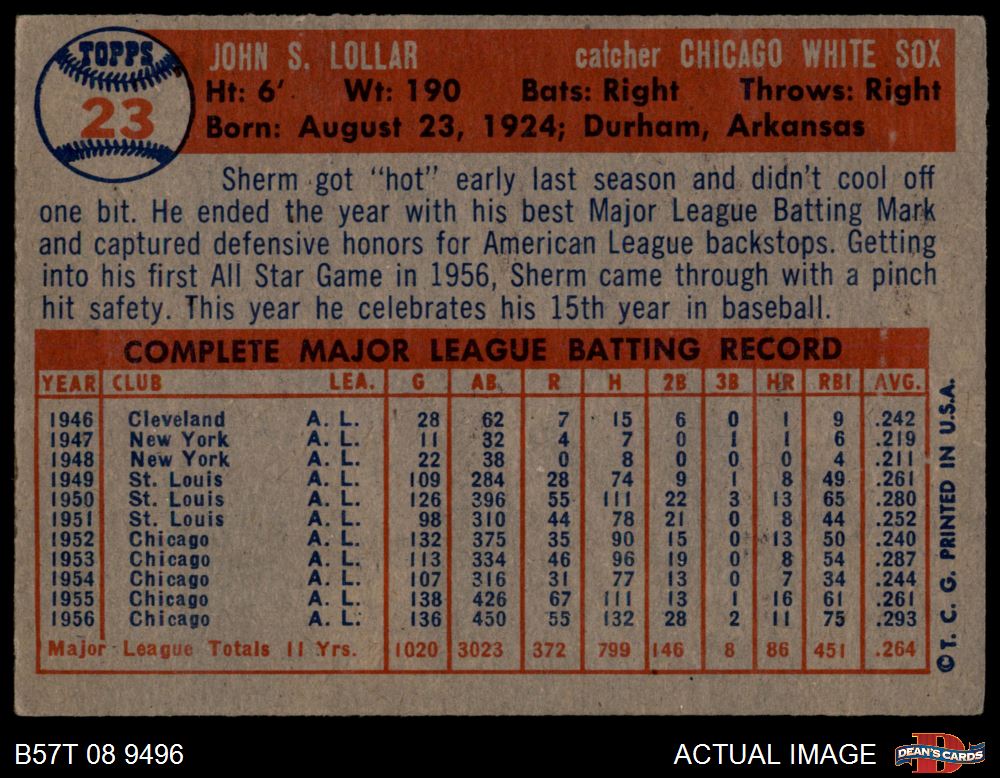 TOPPS
23
JOHN S. LOLLAR catcher CHICAGO WHITE SOX
Ht: 6' Wt: 190 Bats: Right Throws: Right
Born: August 23, 1924; Durham, Arkansas
Sherm got "hot" early last season and didn't cool off
one bit. He ended the year with his best Major League Batting Mark
and captured defensive honors for American League backstops. Getting
into his first All Star Game in 1956, Sherm came through with a pinch
hit safety. This year he celebrates his 15th year in baseball.
COMPLETE MAJOR LEAGUE BATTING RECORD
YEAR CLUB LEA. G AB R H 2B 3B HR RBI AVG.
1946 Cleveland A. L. 28 62 7 15 6 0 1 9 .242
1947 New York A. L. 11 32 4 7 0 1 1 6 .219
1948 New York A. L. 22 38 0 8 0 0 0 4 .211
1949 St. Louis A. L. 109 284 28 74 9 1 8 49 .261
1950 St. Louis A. L. 126 396 55 111 22 3 13 65 .280
1951 St. Louis A. L. 98 310 44 78 21 0 8 44 .252
1952 Chicago A. L. 132 375 35 90 15 0 13 50 .240
1953 Chicago A. L. 113 334 46 96 19 0 8 54 .287
1954 Chicago A. L. 107 316 31 77 13 0 7 34 .244
1955 Chicago A. L. 138 426 67 111 13 1 16 61 .261
1956 Chicago A. L. 136 450 55 132 28 2 11 75 .293
Major League Totals 11 Yrs. 1020 3023 372 799 146 8 86 451 .264
©T. C. G. PRINTED IN U.S.A.
B57T 08 9496 ACTUAL IMAGE
DEAN'S CARDS